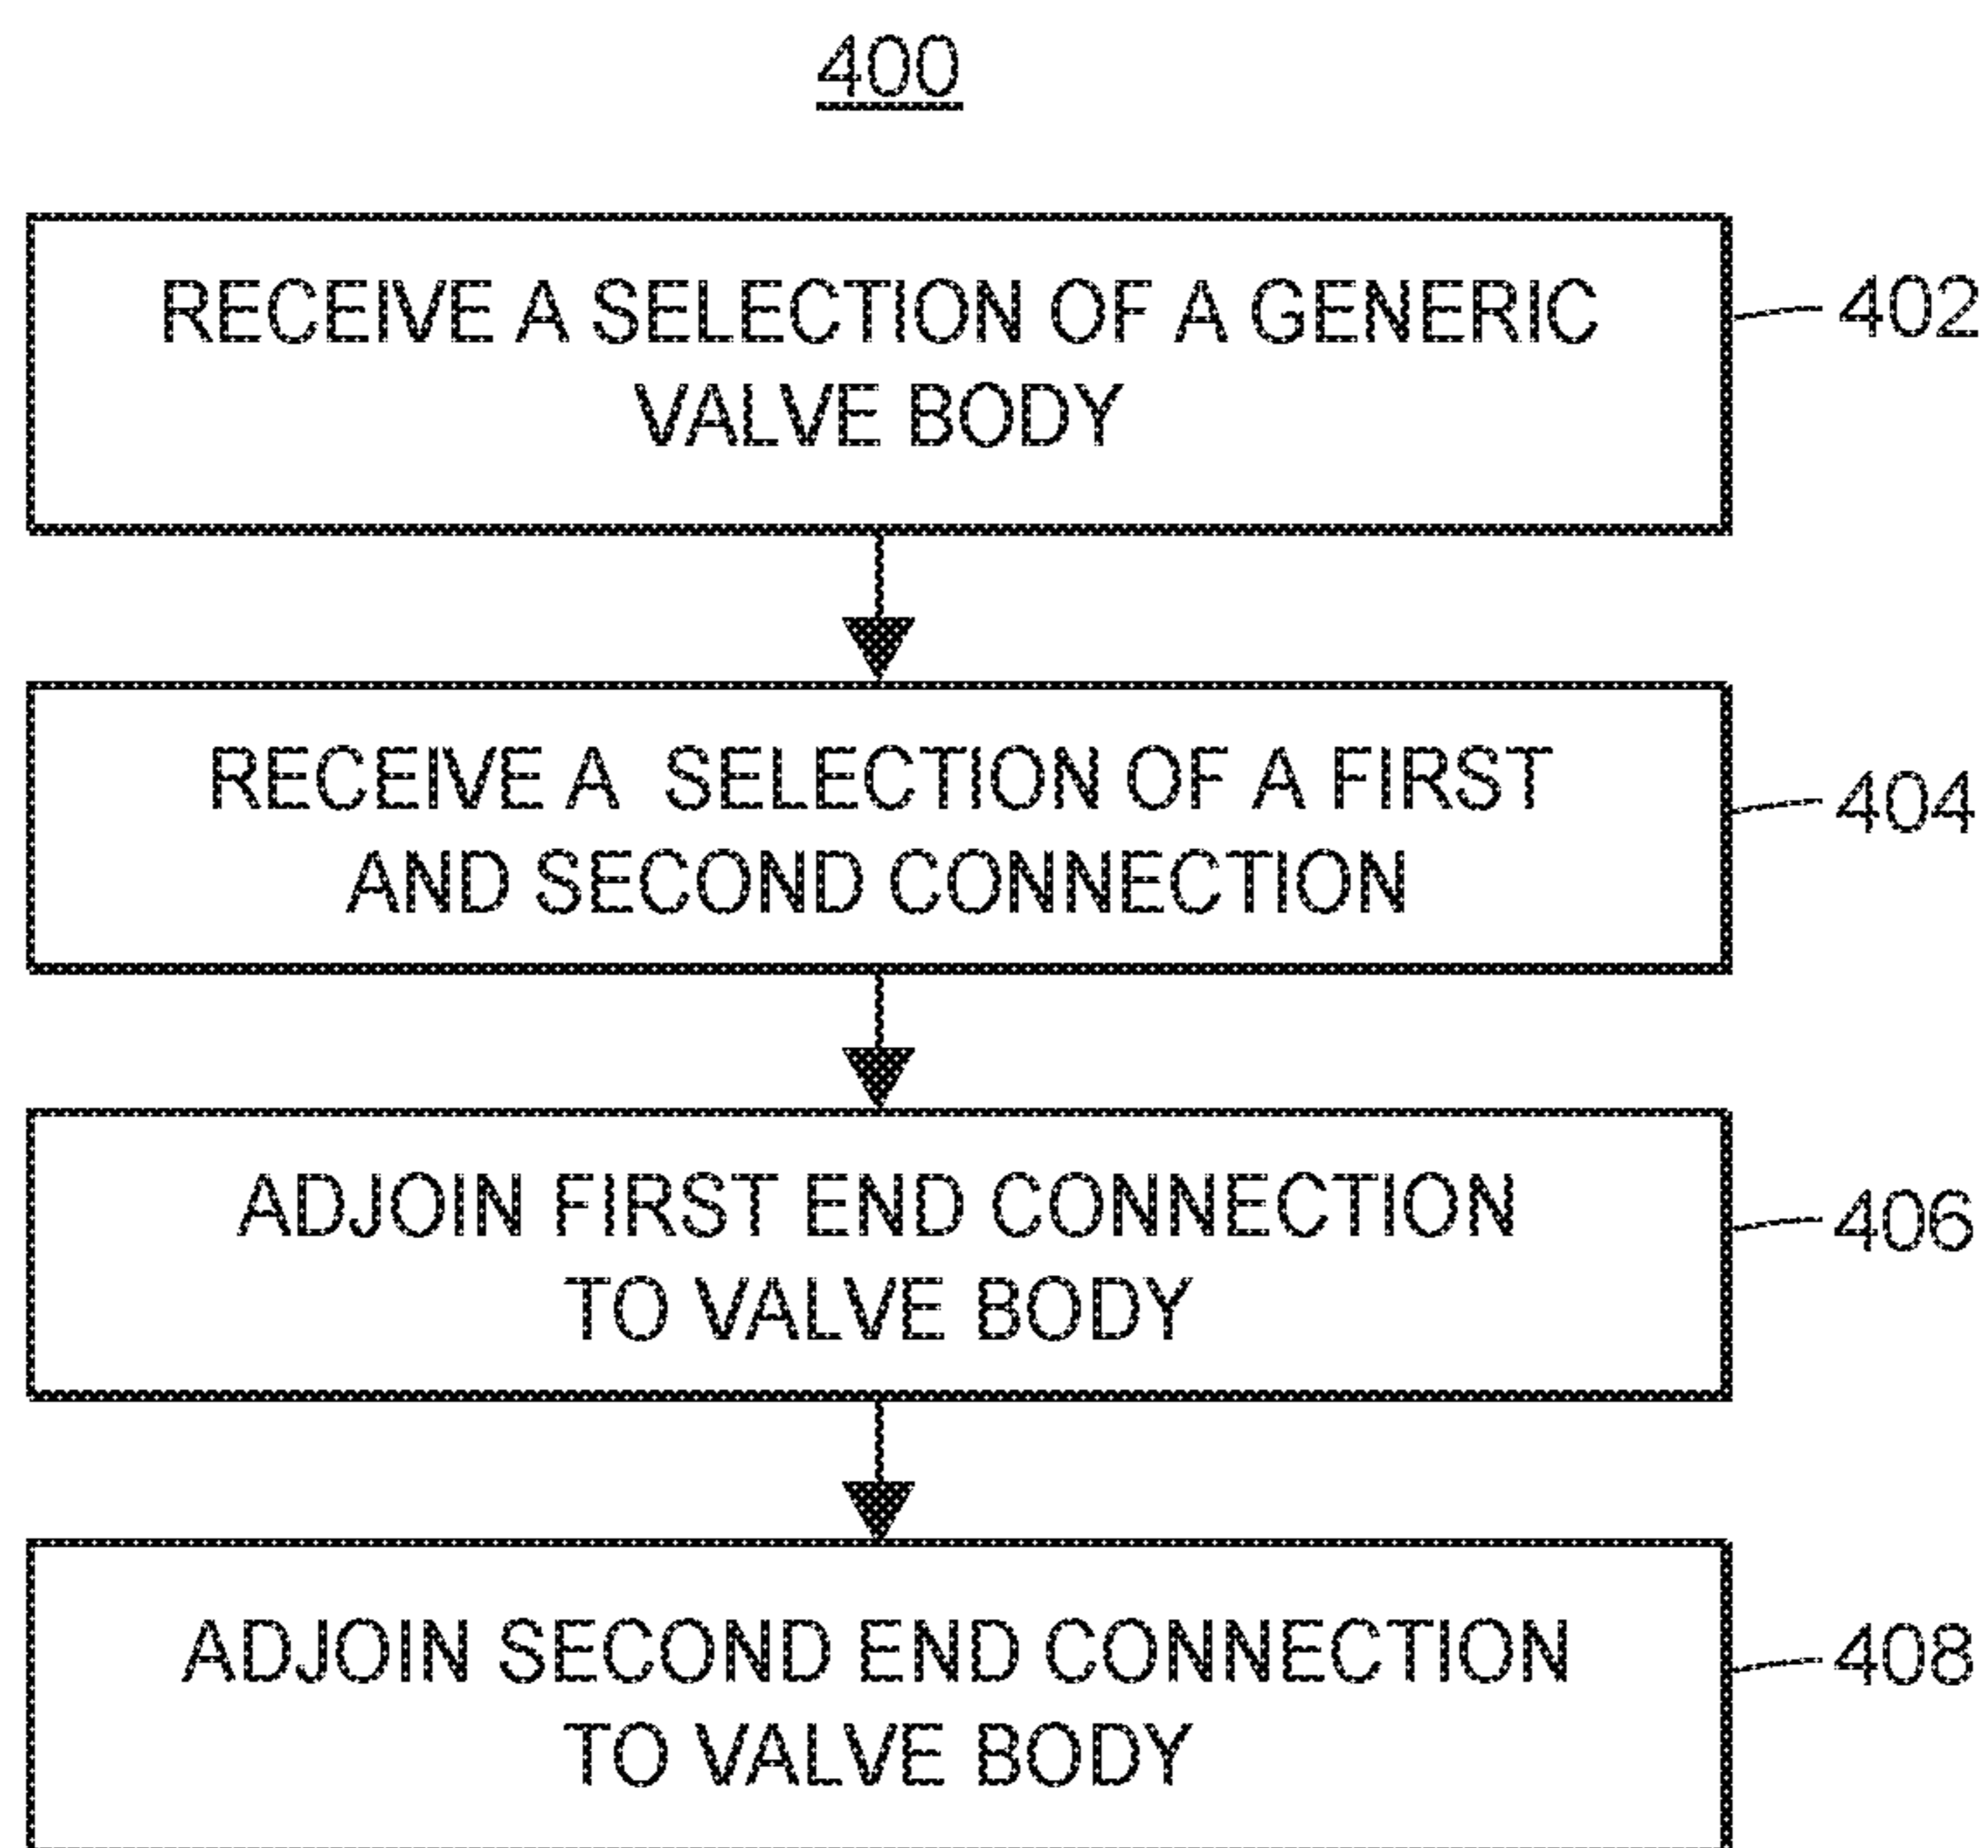 400
RECEIVE A SELECTION OF A GENERIC
VALVE BODY
402
RECEIVE A SELECTION OF A FIRST
AND SECOND CONNECTION
404
ADJOIN FIRST END CONNECTION
TO VALVE BODY
406
ADJOIN SECOND END CONNECTION
TO VALVE BODY
408